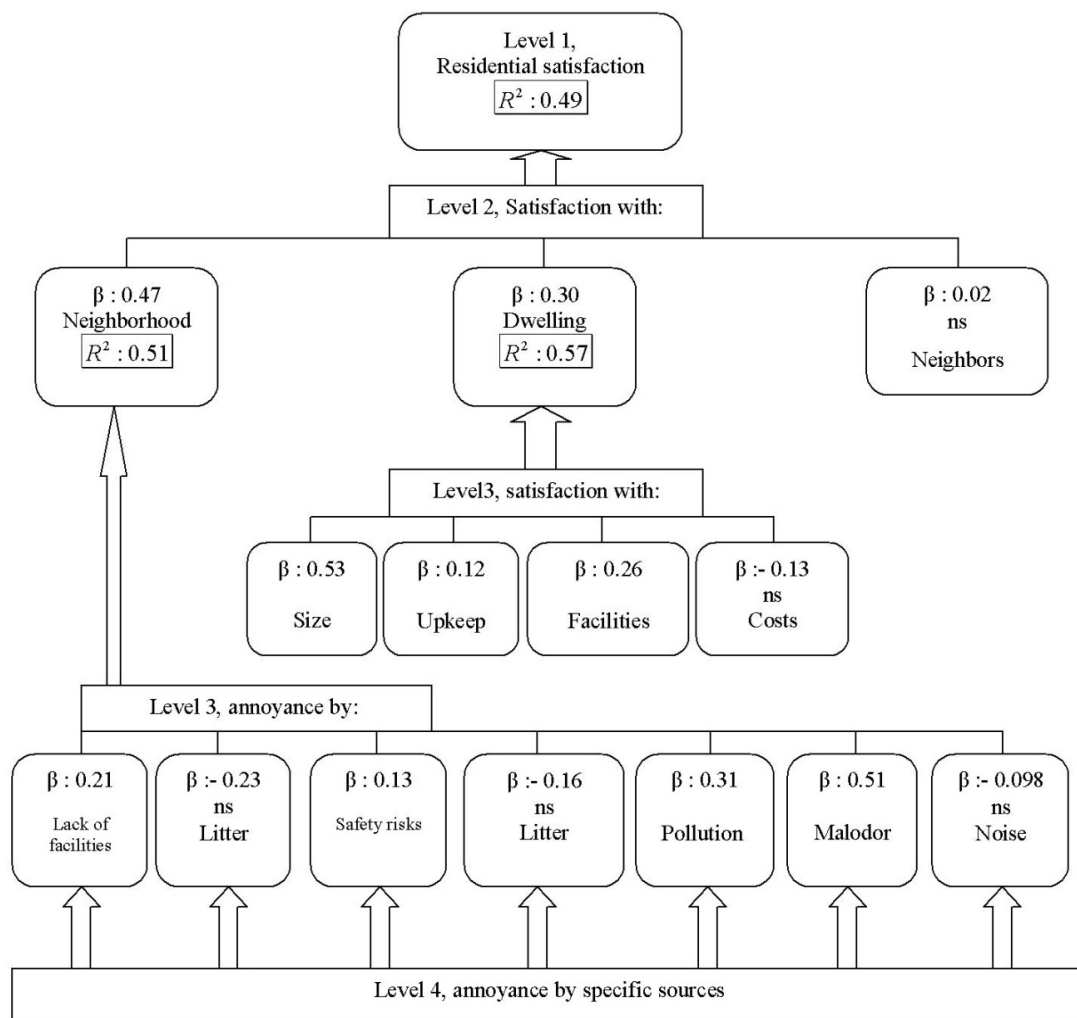 Level 1,
Residential satisfaction
R² : 0.49
Level 2, Satisfaction with:
β : 0.47
Neighborhood
R² : 0.51
β : 0.30
Dwelling
R² : 0.57
β : 0.02
ns
Neighbors
Level3, satisfaction with:
β : 0.53
Size
β : 0.12
Upkeep
β : 0.26
Facilities
β :- 0.13
ns
Costs
Level 3, annoyance by:
β : 0.21
Lack of
facilities
β :- 0.23
ns
Litter
β : 0.13
Safety risks
β :- 0.16
ns
Litter
β : 0.31
Pollution
β : 0.51
Malodor
β :- 0.098
ns
Noise
Level 4, annoyance by specific sources